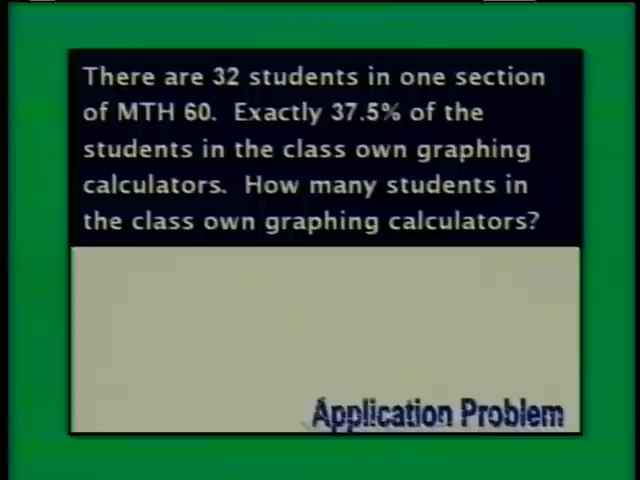 There are 32 students in one section
of MTH 60.  Exactly 37.5% of the
students in the class own graphing
calculators.  How many students in
the class own graphing calculators?
Application Problem